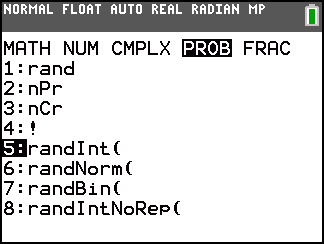 NORMAL FLOAT AUTO REAL RADIAN MP
MATH NUM CMPLX PROB FRAC
1:rand
2:nPr
3:nCr
4:!
5:randInt(
6:randNorm(
7:randBin(
8:randIntNoRep(